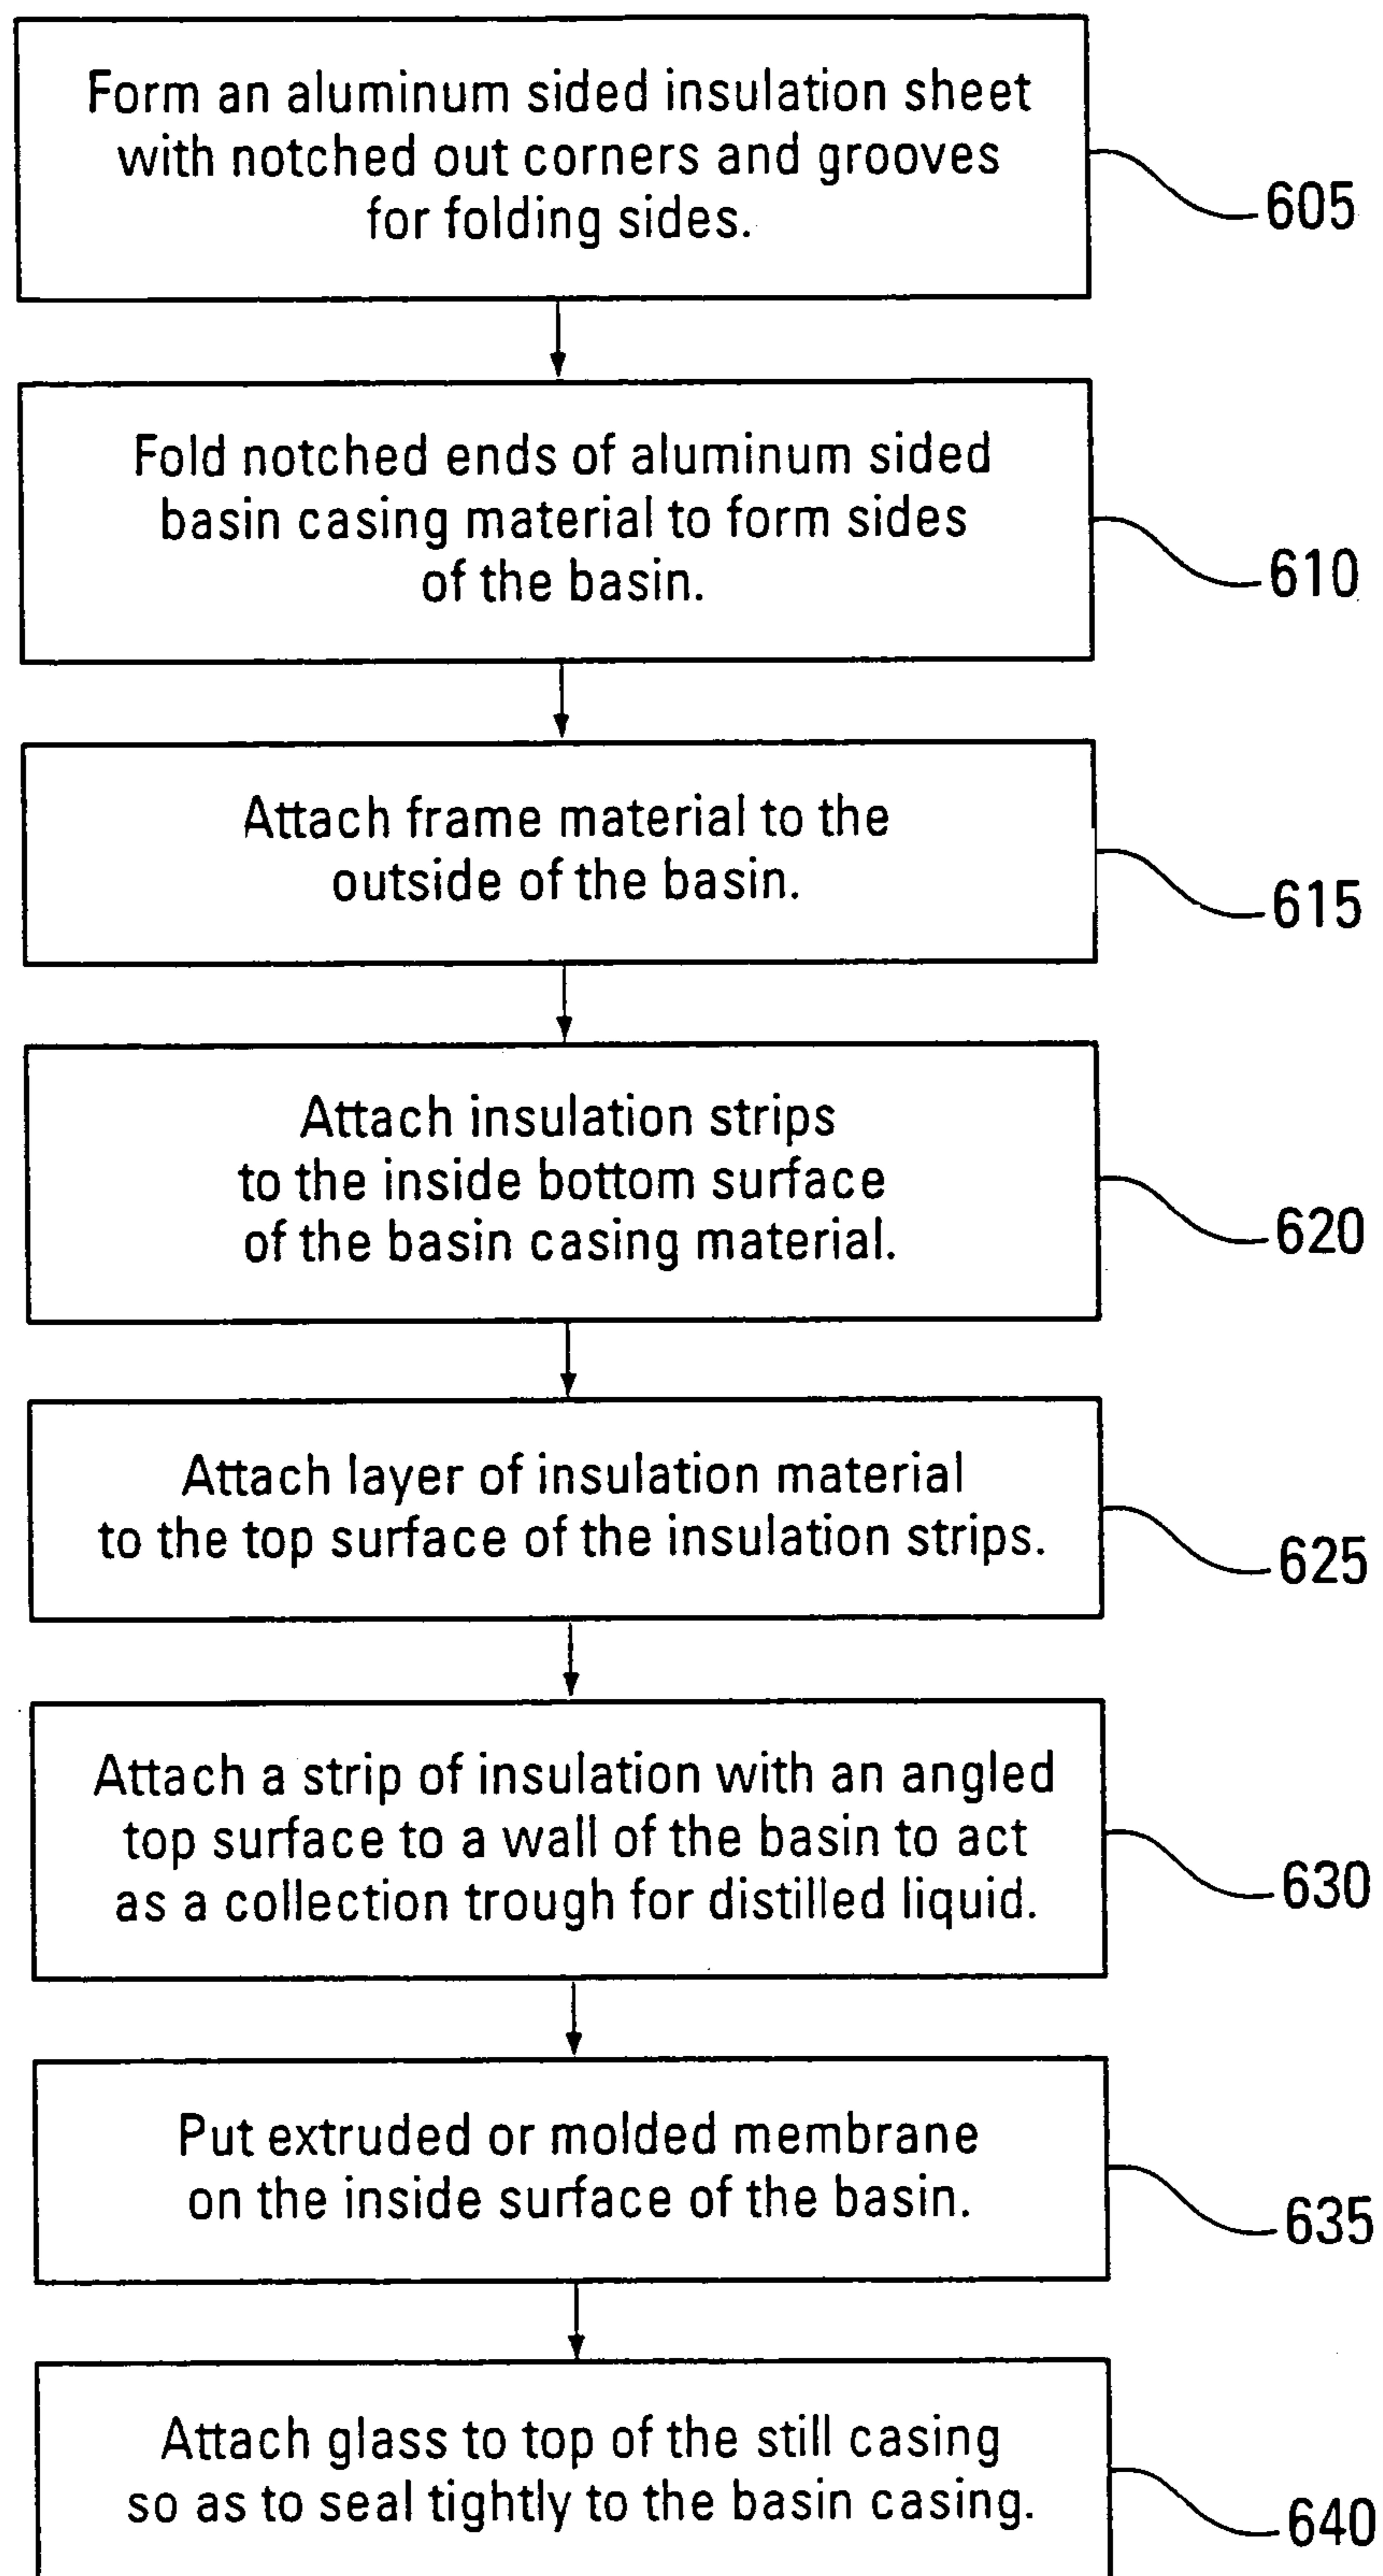 Form an aluminum sided insulation sheet
with notched out corners and grooves
for folding sides.
605
Fold notched ends of aluminum sided
basin casing material to form sides
of the basin.
610
Attach frame material to the
outside of the basin.
615
Attach insulation strips
to the inside bottom surface
of the basin casing material.
620
Attach layer of insulation material
to the top surface of the insulation strips.
625
Attach a strip of insulation with an angled
top surface to a wall of the basin to act
as a collection trough for distilled liquid.
630
Put extruded or molded membrane
on the inside surface of the basin.
635
Attach glass to top of the still casing
so as to seal tightly to the basin casing.
640